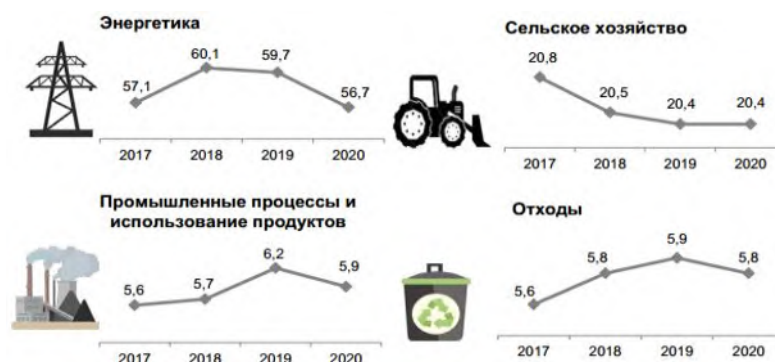 Энергетика
57,1
60,1
59,7
56,7
2017 2018 2019 2020
Сельское хозяйство
20,8
20,5
20,4
20,4
2017 2018 2019 2020
Промышленные процессы и
использование продуктов
5,6
5,7
6,2
5,9
2017 2018 2019 2020
Отходы
5,6
5,8
5,9
5,8
2017 2018 2019 2020